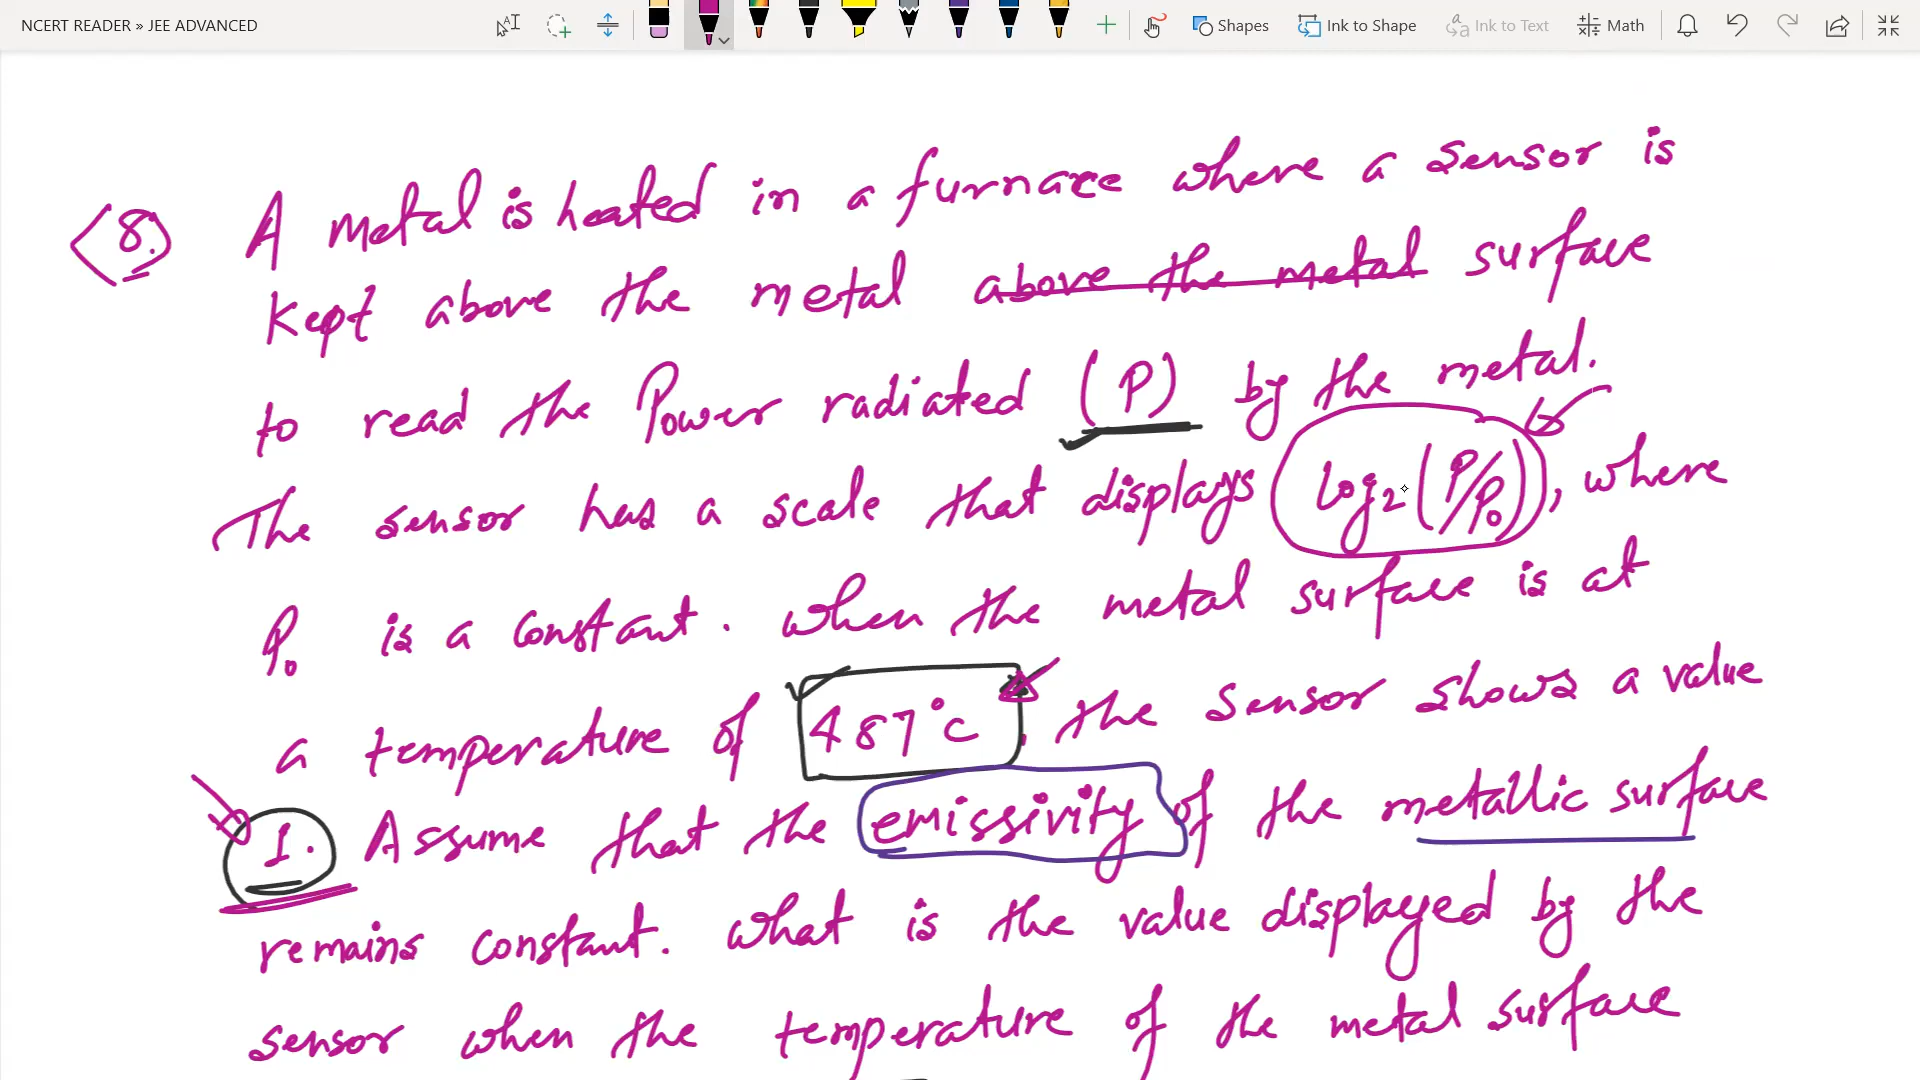 NCERT READER » JEE ADVANCED Shapes Ink to Shape Ink to Text Math
8. A metal is heated in a furnace where a sensor is
kept above the metal above the metal surface
to read the Power radiated (P) by the metal.
The sensor has a scale that displays log₂(P/P₀), where
P₀ is a constant. When the metal surface is at
a temperature of 487°C, the sensor shows a value
1. Assume that the emissivity of the metallic surface
remains constant. What is the value displayed by the
sensor when the temperature of the metal surface